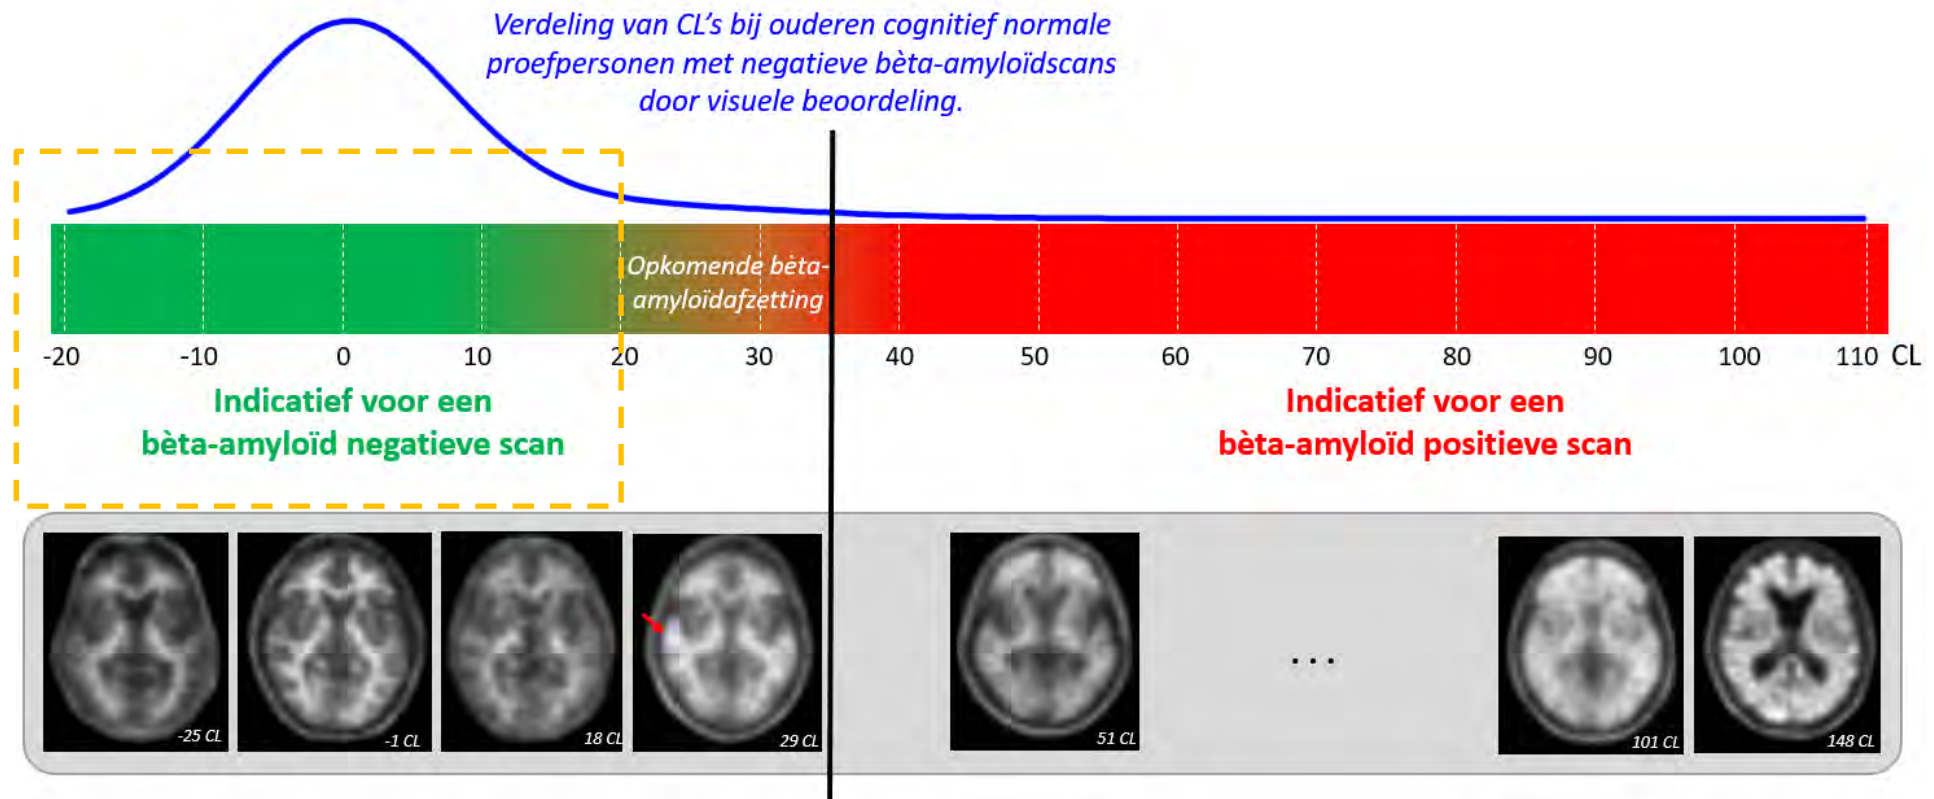 Verdeling van CL's bij ouderen cognitief normale
proefpersonen met negatieve bèta-amyloïdscans
door visuele beoordeling.
Opkomende bèta-
amyloïdafzetting
-20 -10 0 10 20 30 40 50 60 70 80 90 100 110 CL
Indicatief voor een
bèta-amyloïd negatieve scan
Indicatief voor een
bèta-amyloïd positieve scan
...
-25 CL -1 CL 18 CL 29 CL 51 CL 101 CL 148 CL